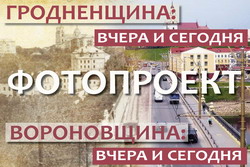 ГРОДНЕНЩИНА:
ВЧЕРА И СЕГОДНЯ
ФОТОПРОЕКТ
ВОРОНОВЩИНА:
ВЧЕРА И СЕГОДНЯ